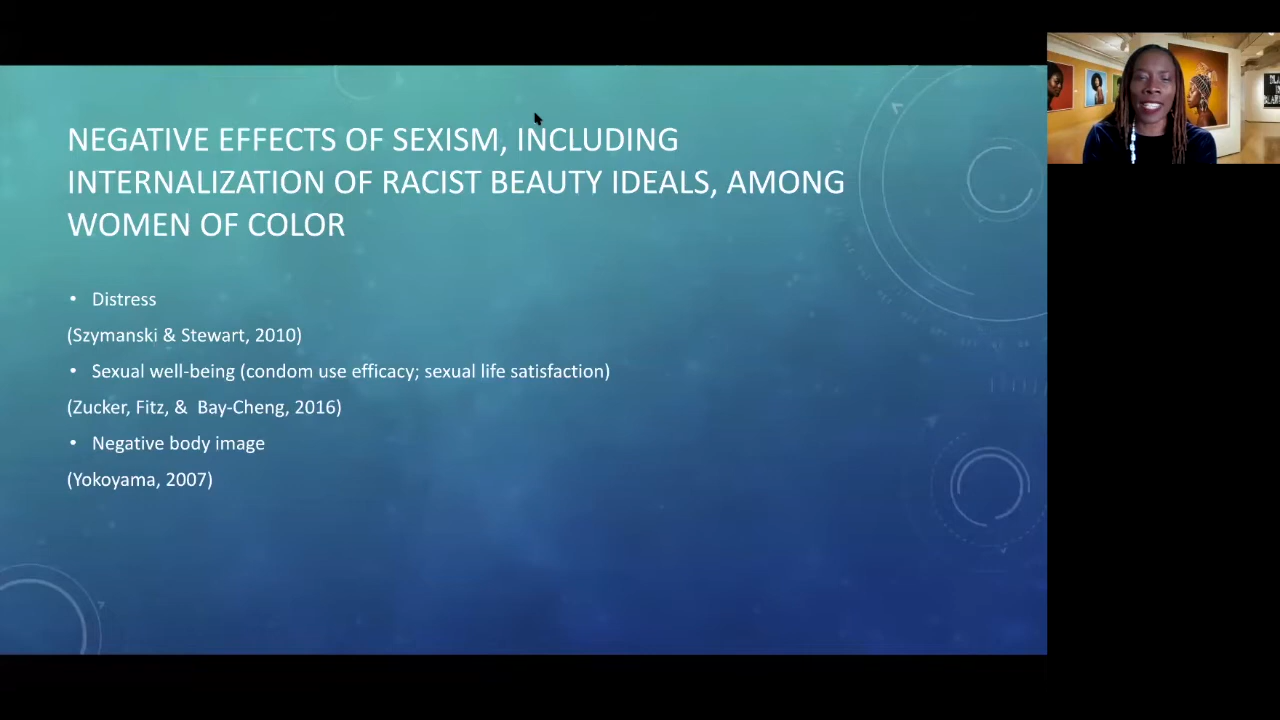 NEGATIVE EFFECTS OF SEXISM, INCLUDING
INTERNALIZATION OF RACIST BEAUTY IDEALS, AMONG
WOMEN OF COLOR
• Distress
(Szymanski & Stewart, 2010)
• Sexual well-being (condom use efficacy; sexual life satisfaction)
(Zucker, Fitz, & Bay-Cheng, 2016)
• Negative body image
(Yokoyama, 2007)